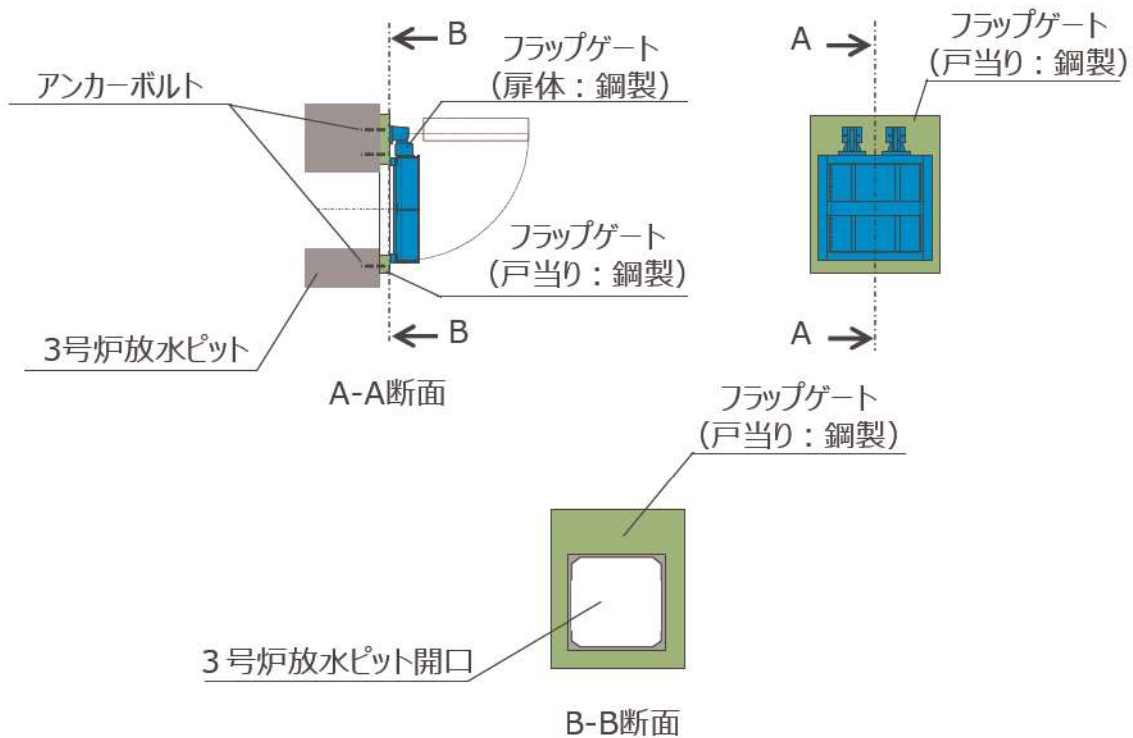 B
フラップゲート
(扉体：鋼製)
アンカーボルト
フラップゲート
(戸当り：鋼製)
B
3号炉放水ピット
A-A断面
A
フラップゲート
(戸当り：鋼製)
A
フラップゲート
(戸当り：鋼製)
3号炉放水ピット開口
B-B断面